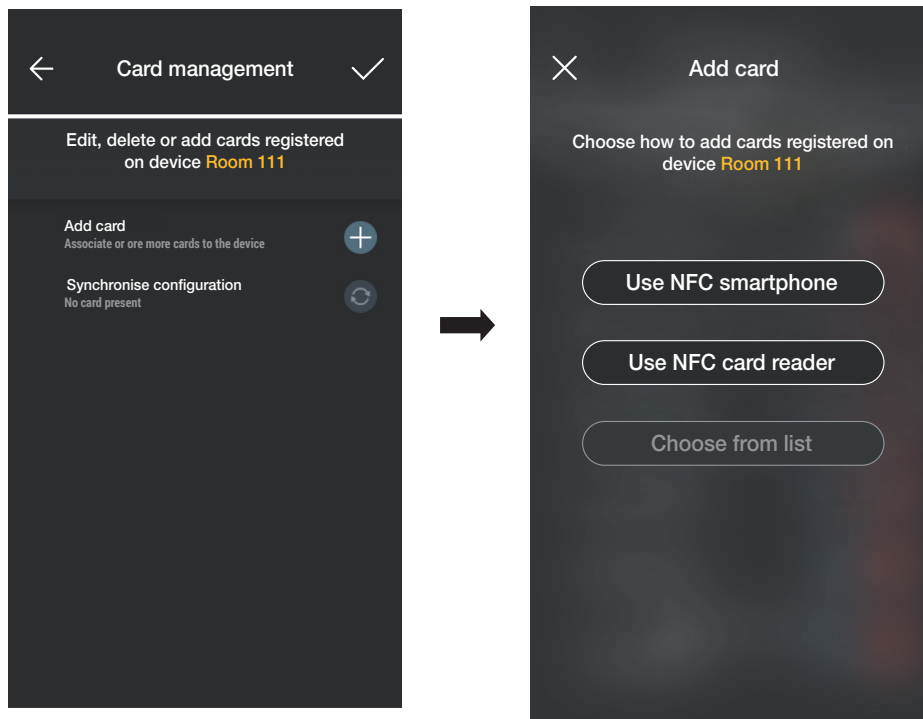 Card management
Edit, delete or add cards registered
on device Room 111
Add card
Associate or ore more cards to the device
Synchronise configuration
No card present
Add card
Choose how to add cards registered on
device Room 111
Use NFC smartphone
Use NFC card reader
Choose from list